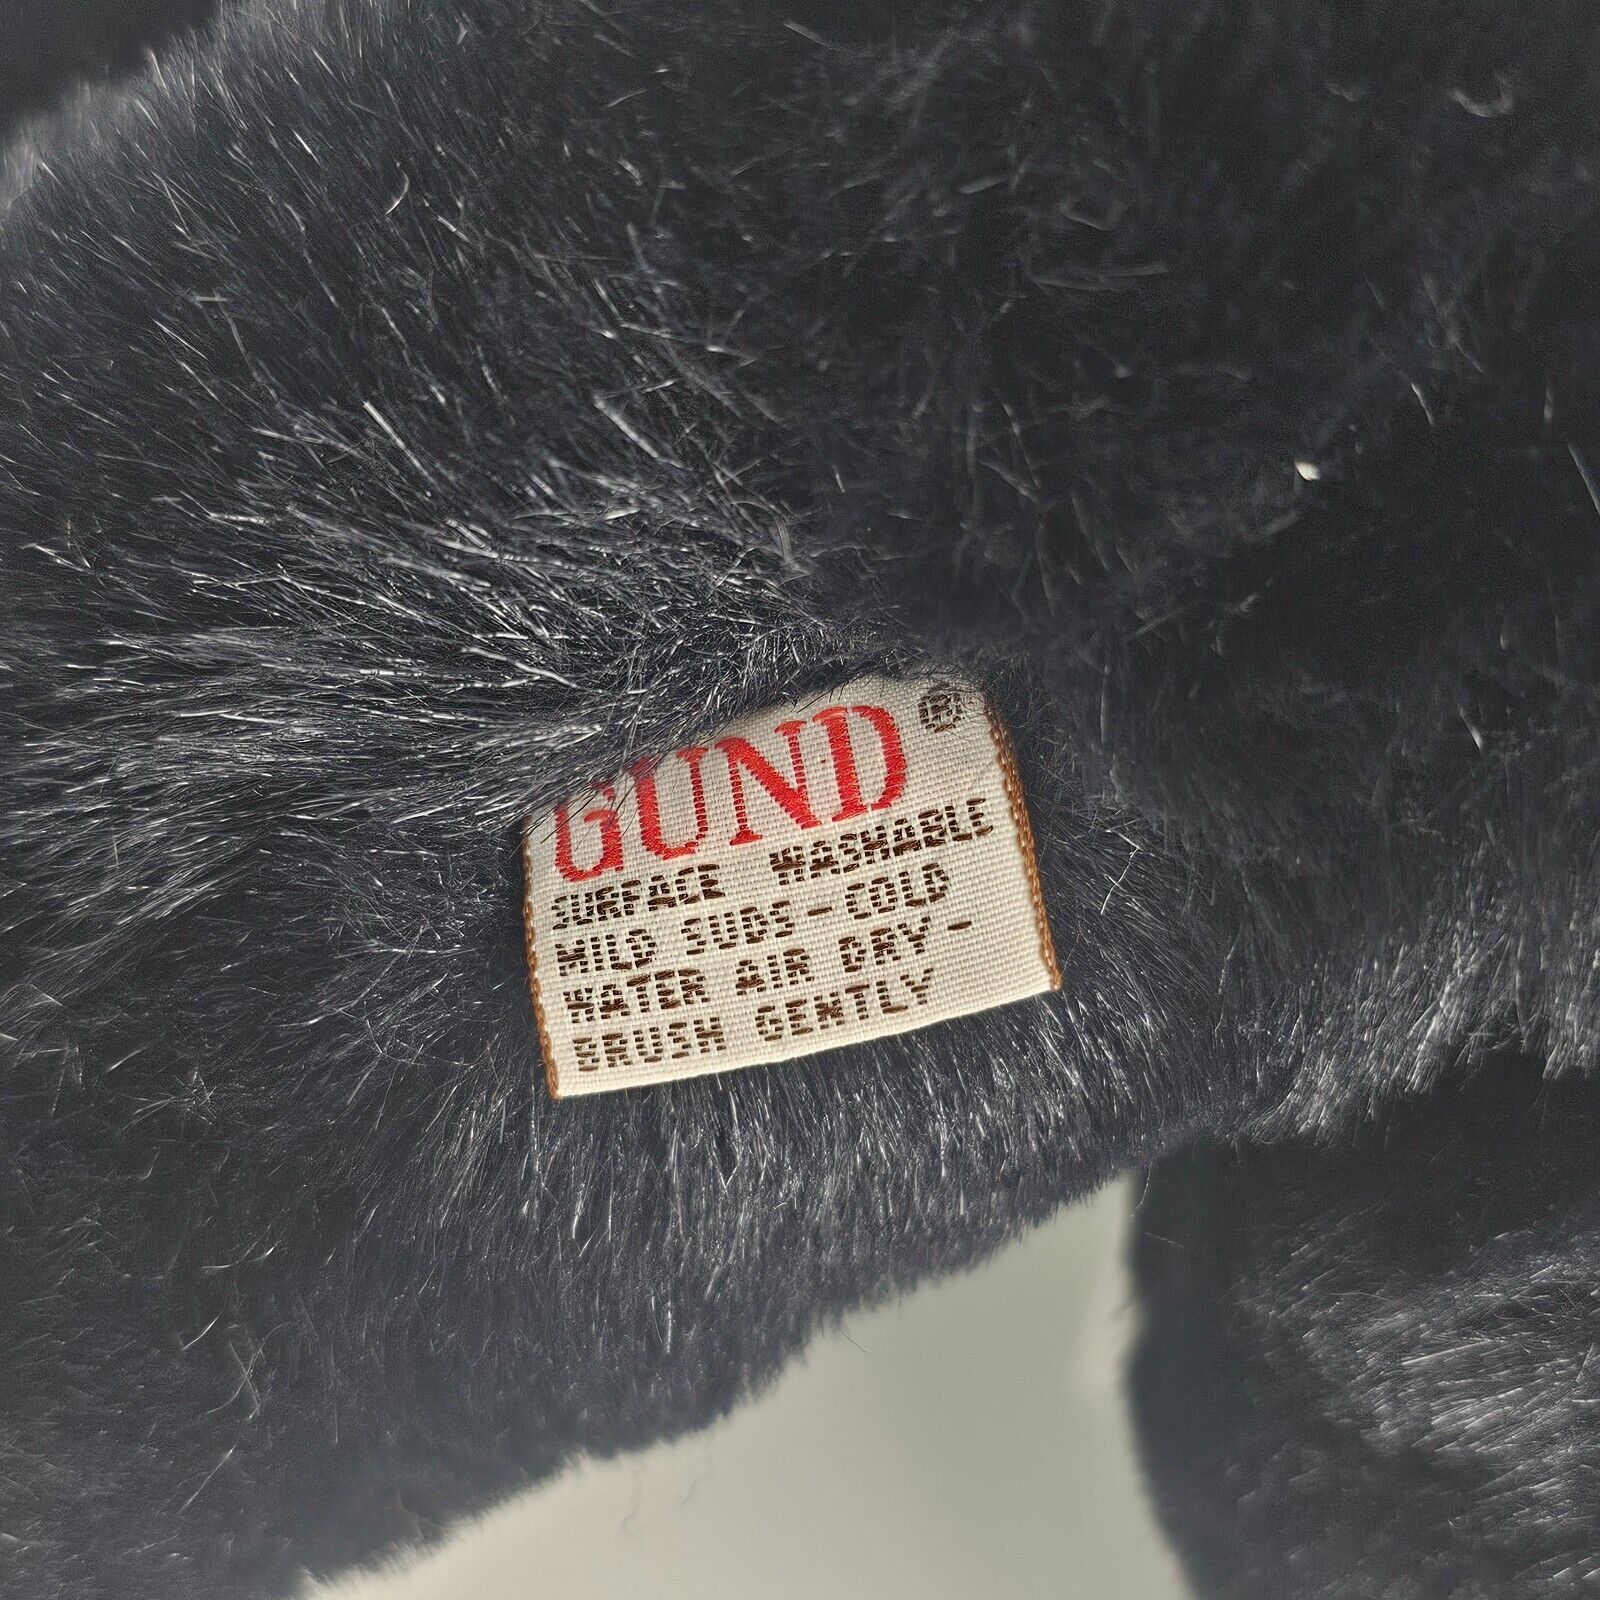 GUND ®
SURFACE WASHABLE
MILD SUDS-COLD
WATER AIR DRY-
BRUSH GENTLY